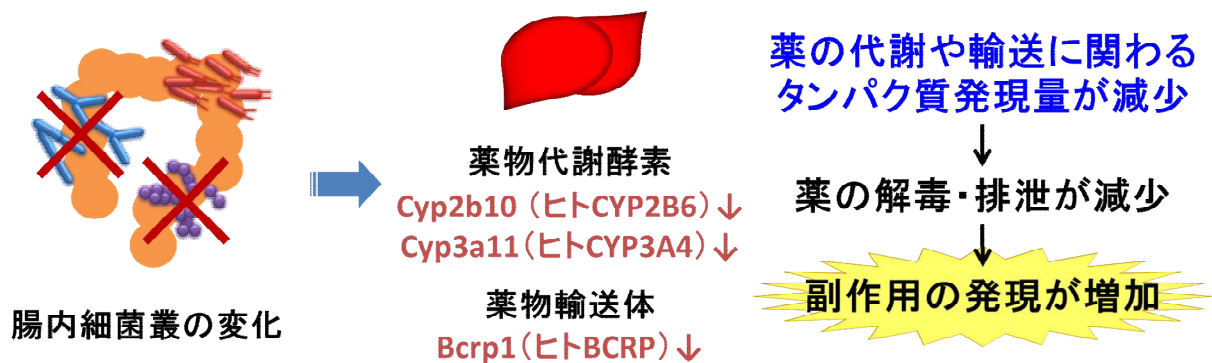 腸内細菌叢の変化
薬物代謝酵素
Cyp2b10（ヒトCYP2B6）↓
Cyp3a11（ヒトCYP3A4）↓
薬物輸送体
Bcrp1（ヒトBCRP）↓
薬の代謝や輸送に関わる
タンパク質発現量が減少
↓
薬の解毒・排泄が減少
↓
副作用の発現が増加